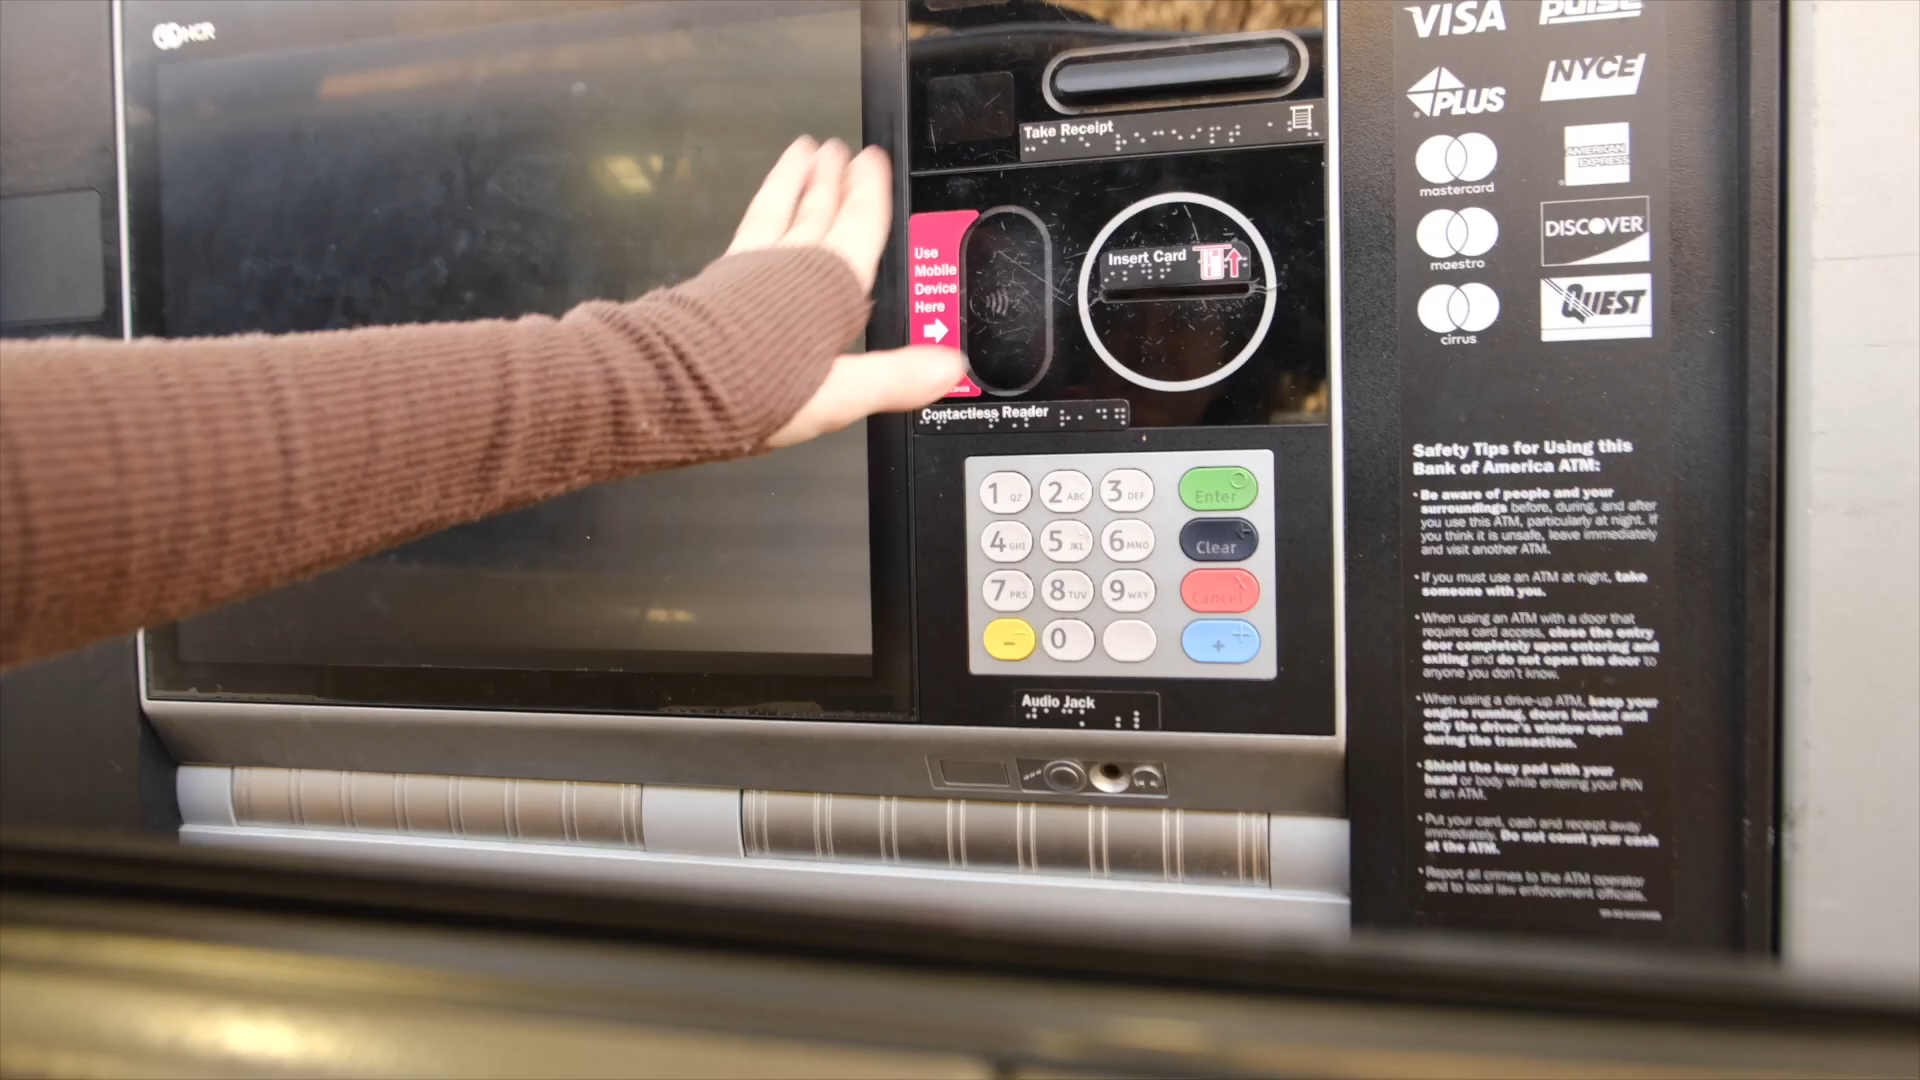 NCR
Take Receipt
Use
Mobile
Device
Here
Insert Card
Contactless Reader
1 QZ 2 ABC 3 DEF Enter
4 GHI 5 JKL 6 MNO Clear
7 PRS 8 TUV 9 WXY Cancel
- 0 +
Audio Jack
VISA
pulse
PLUS
NYCE
mastercard
AMERICAN
EXPRESS
maestro
DISCOVER
cirrus
QUEST
Safety Tips for Using this
Bank of America ATM:
• Be aware of people and your
surroundings before, during, and after
you use this ATM, particularly at night. If
you think it is unsafe, leave immediately
and visit another ATM.
• If you must use an ATM at night, take
someone with you.
• When using an ATM with a door that
requires card access, close the entry
door completely upon entering and
exiting and do not open the door to
anyone you don't know.
• When using a drive-up ATM, keep your
engine running, doors locked and
only the driver's window open
during the transaction.
• Shield the key pad with your
hand or body while entering your PIN
at an ATM.
• Put your card, cash and receipt away
immediately. Do not count your cash
at the ATM.
• Report all crimes to the ATM operator
and to local law enforcement officials.